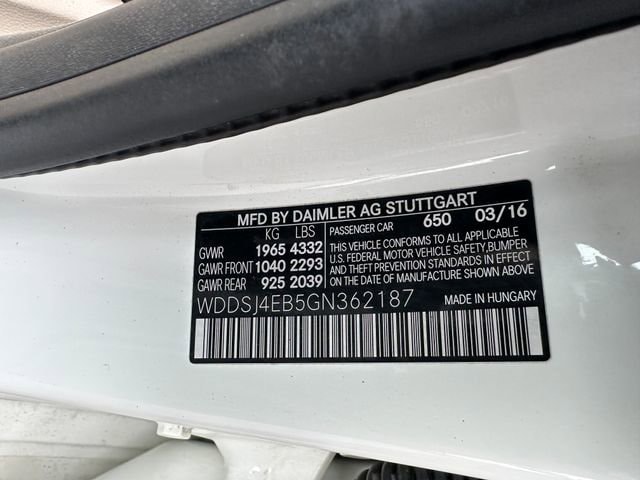 MFD BY DAIMLER AG STUTTGART
KG LBS PASSENGER CAR 650 03/16
GWR 1965 4332
GAWR FRONT 1040 2293
GAWR REAR 925 2039
THIS VEHICLE CONFORMS TO ALL APPLICABLE
U.S. FEDERAL MOTOR VEHICLE SAFETY, BUMPER
AND THEFT PREVENTION STANDARDS IN EFFECT
ON THE DATE OF MANUFACTURE SHOWN ABOVE.
WDDSJ4EB5GN362187 MADE IN HUNGARY